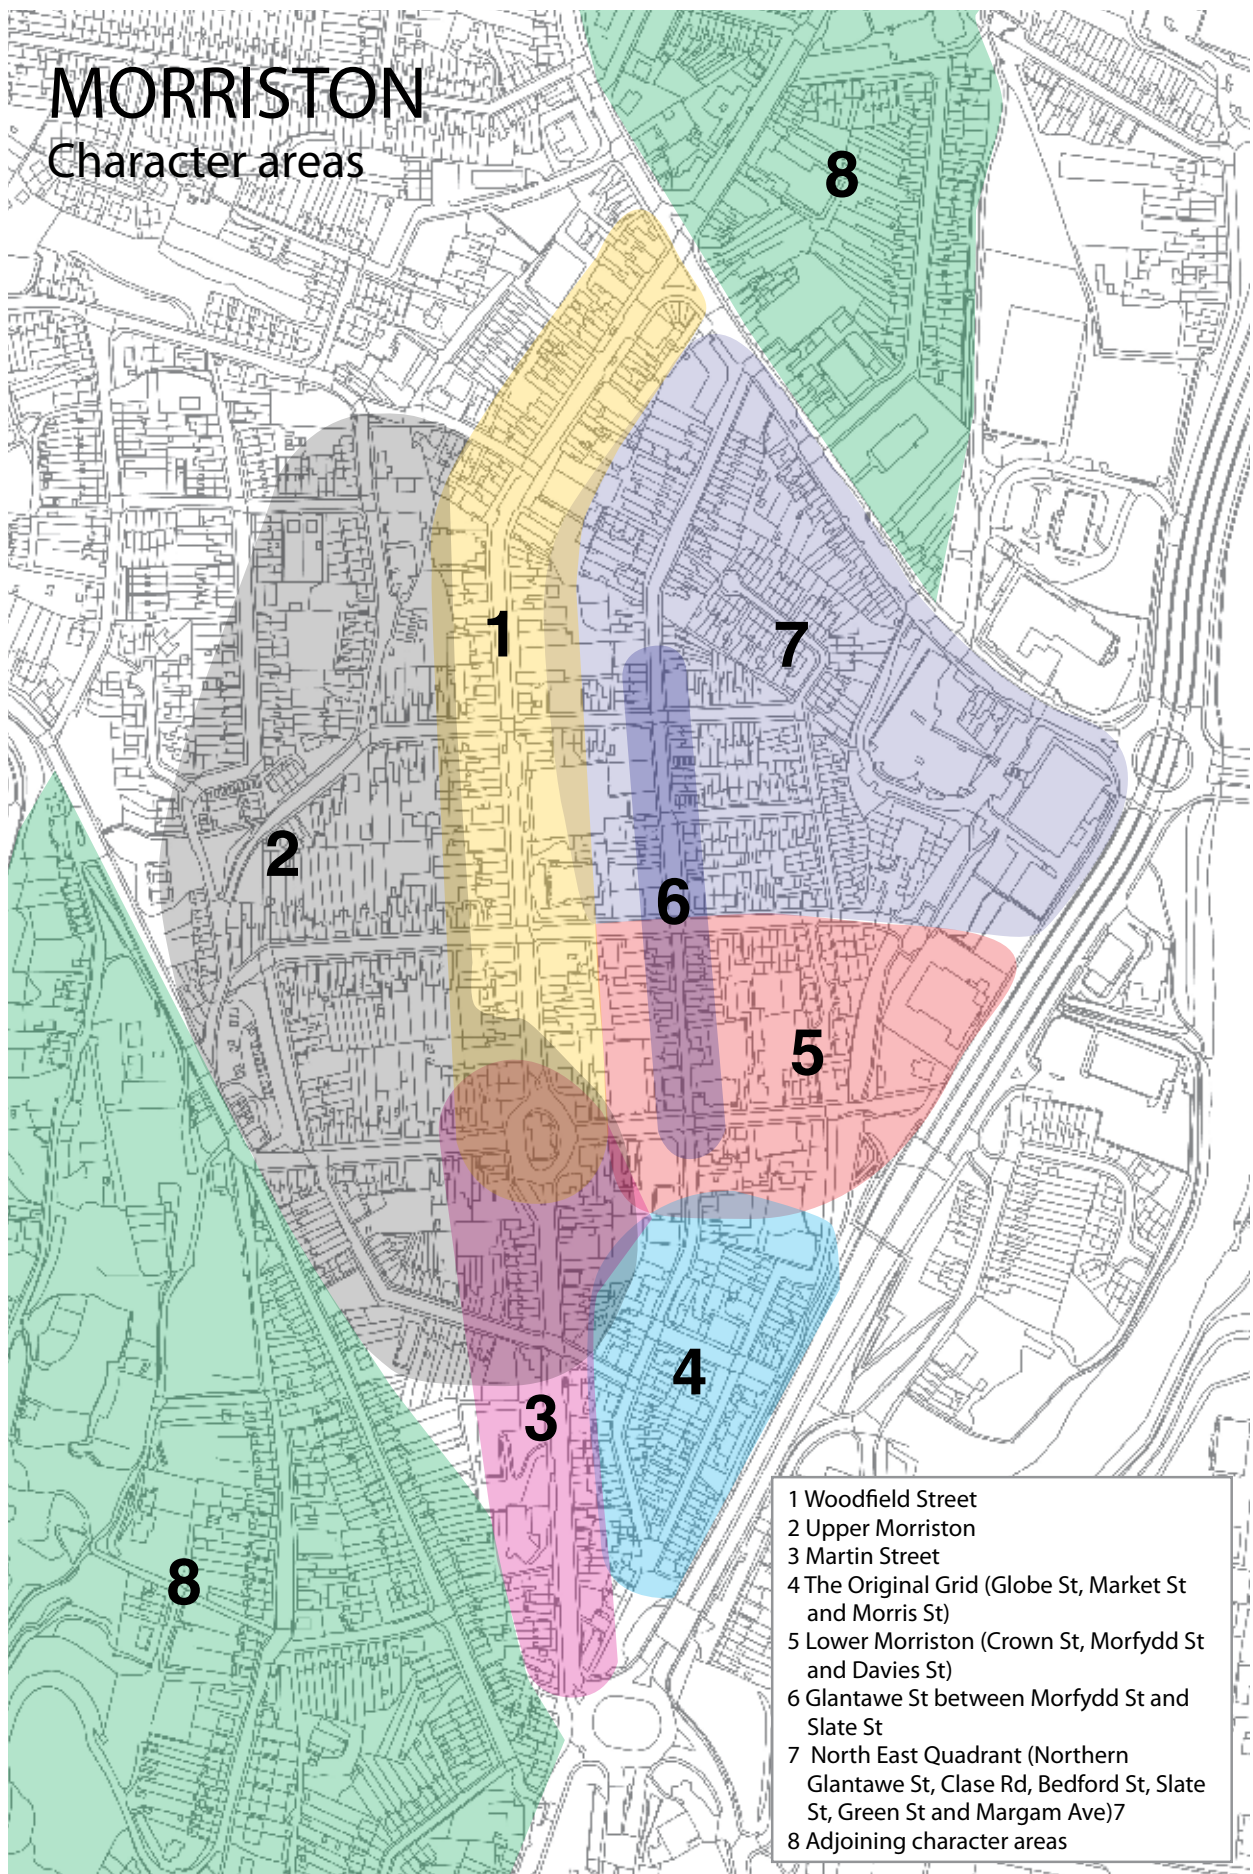 MORRISTON
Character areas
8
1
7
2
6
5
4
3
8
1 Woodfield Street
2 Upper Morriston
3 Martin Street
4 The Original Grid (Globe St, Market St
and Morris St)
5 Lower Morriston (Crown St, Morfydd St
and Davies St)
6 Glantawe St between Morfydd St and
Slate St
7 North East Quadrant (Northern
Glantawe St, Clase Rd, Bedford St, Slate
St, Green St and Margam Ave)7
8 Adjoining character areas